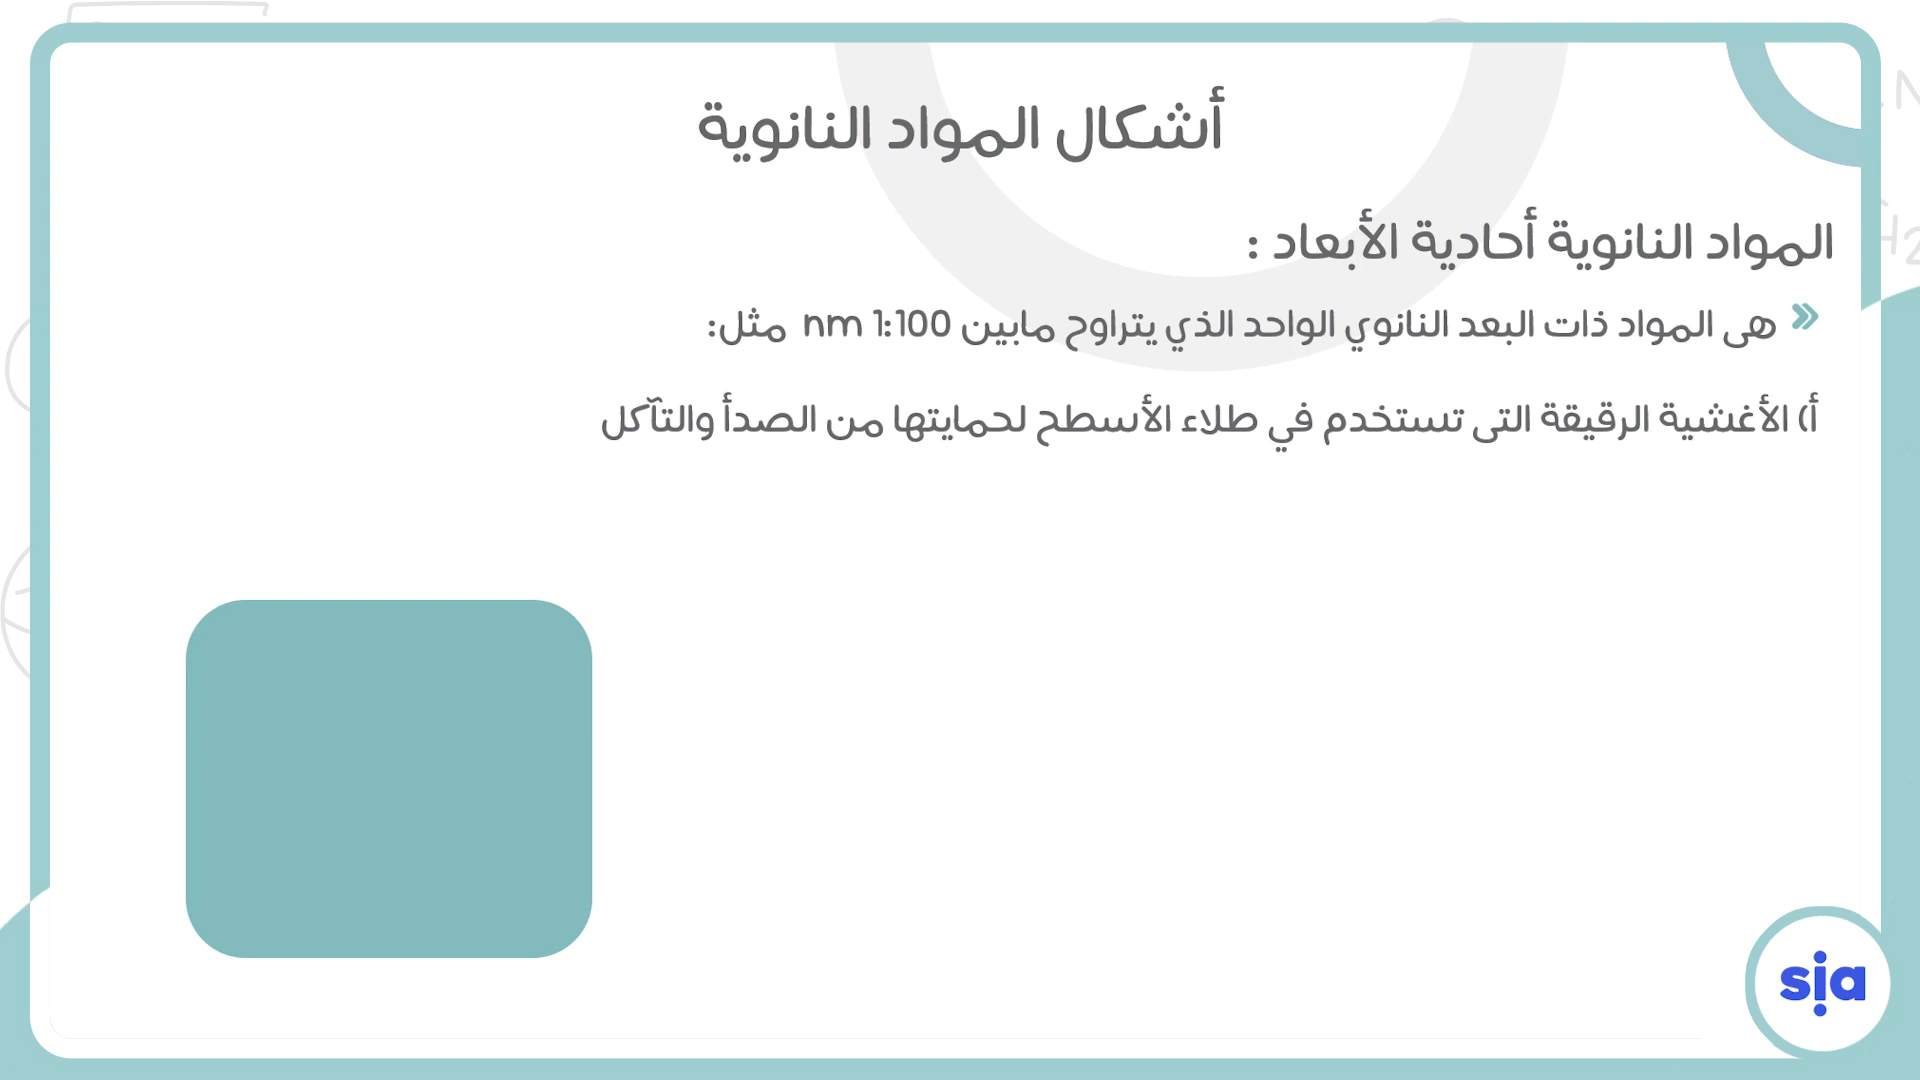 أشكال المواد النانوية
المواد النانوية أحادية الأبعاد :
هى المواد ذات البعد النانوي الواحد الذي يتراوح مابين 1:100 nm مثل:
أ) الأغشية الرقيقة التى تستخدم في طلاء الأسطح لحمايتها من الصدأ والتآكل
sia